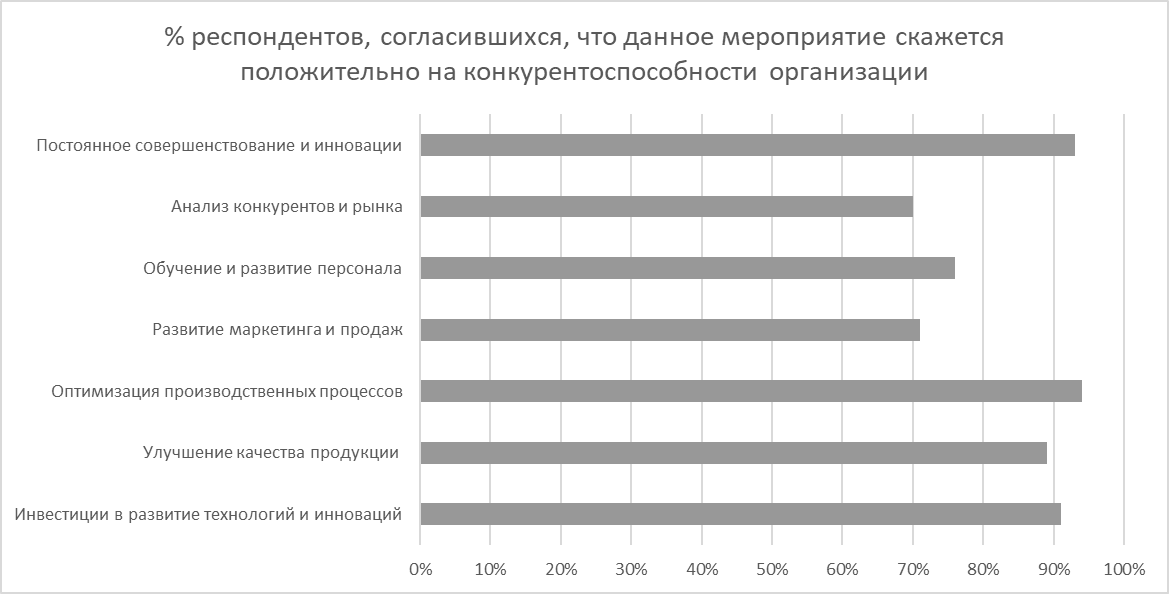 % респондентов, согласившихся, что данное мероприятие скажется
положительно на конкурентоспособности организации
Постоянное совершенствование и инновации
Анализ конкурентов и рынка
Обучение и развитие персонала
Развитие маркетинга и продаж
Оптимизация производственных процессов
Улучшение качества продукции
Инвестиции в развитие технологий и инноваций
0% 10% 20% 30% 40% 50% 60% 70% 80% 90% 100%